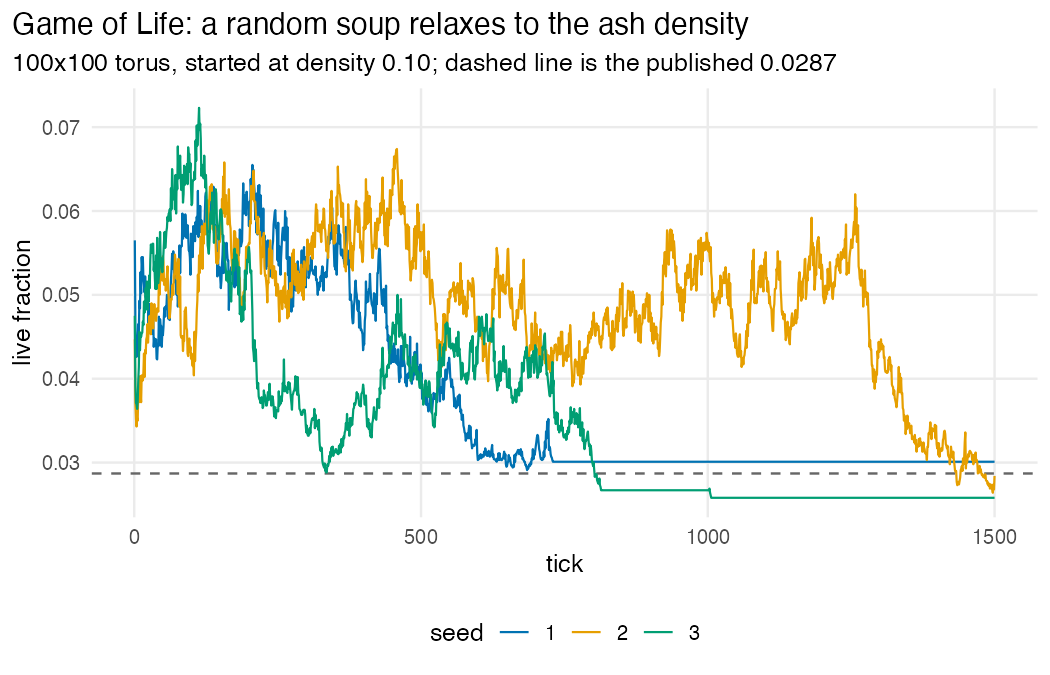 Game of Life: a random soup relaxes to the ash density
100x100 torus, started at density 0.10; dashed line is the published 0.0287
live fraction
0.07
0.06
0.05
0.04
0.03
0 500 1000 1500
tick
seed 1 2 3